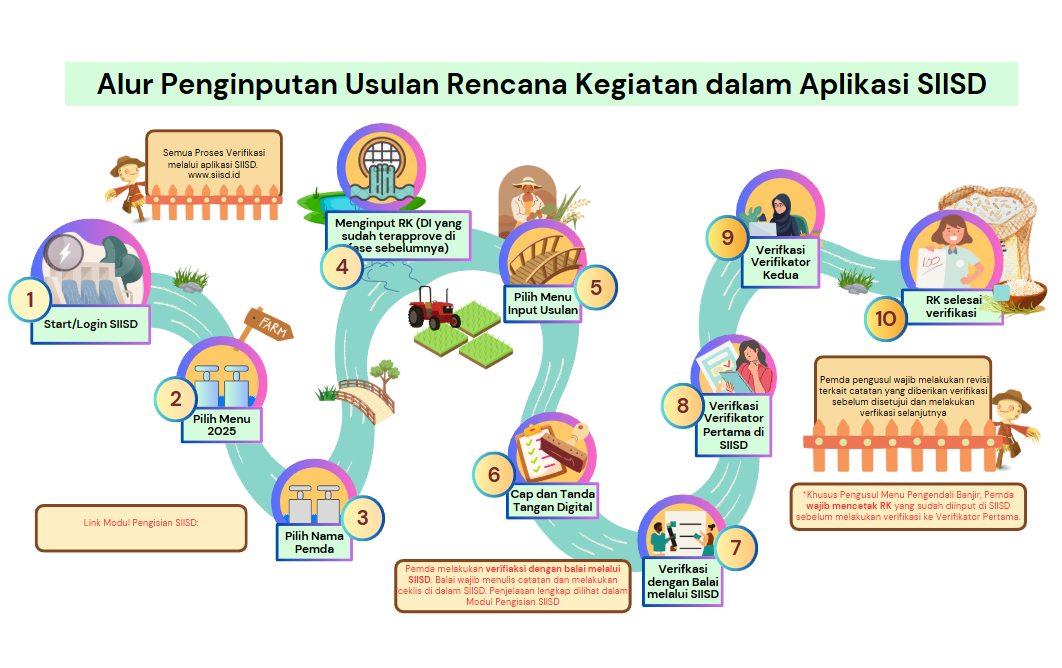 Alur Penginputan Usulan Rencana Kegiatan dalam Aplikasi SIISD
Semua Proses Verifikasi
melalui aplikasi SIISD.
www.siisd.id
1
Start/Login SIISD
FARM
2
Pilih Menu
2025
3
Pilih Nama
Pemda
Link Modul Pengisian SIISD:
Menginput RK (DI yang
sudah terapprove di
fase sebelumnya)
4
5
Pilih Menu
Input Usulan
6
Cap dan Tanda
Tangan Digital
7
Verifkasi
dengan Balai
melalui SIISD
Pemda melakukan verifiaksi dengan balai melalui
SIISD. Balai wajib menulis catatan dan melakukan
ceklis di dalam SIISD. Penjelasan lengkap dilihat dalam
Modul Pengisian SIISD
8
Verifkasi
Verifikator
Pertama di
SIISD
9
Verifkasi
Verifikator
Kedua
100
10
RK selesai
verifikasi
Pemda pengusul wajib melakukan revisi
terkait catatan yang diberikan verifikasi
sebelum disetujui dan melakukan
verfikasi selanjutnya
*Khusus Pengusul Menu Pengendali Banjir, Pemda
wajib mencetak RK yang sudah diinput di SIISD
sebelum melakukan verifikasi ke Verifikator Pertama.